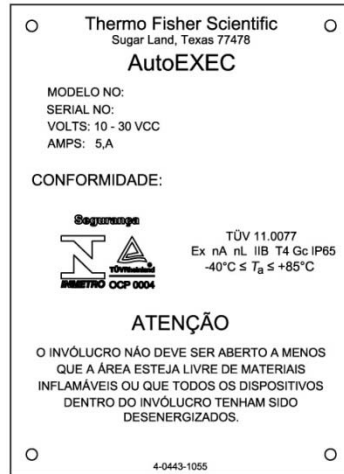 Thermo Fisher Scientific
Sugar Land, Texas 77478
AutoEXEC
MODELO NO:
SERIAL NO:
VOLTS: 10 - 30 VCC
AMPS: 5,A
CONFORMIDADE:
Segurança
TÜVRheinland
INMETRO OCP 0004
TÜV 11.0077
Ex nA nL IIB T4 Gc IP65
-40°C ≤ Ta ≤ +85°C
ATENÇÃO
O INVÓLUCRO NÃO DEVE SER ABERTO A MENOS
QUE A ÁREA ESTEJA LIVRE DE MATERIAIS
INFLAMÁVEIS OU QUE TODOS OS DISPOSITIVOS
DENTRO DO INVÓLUCRO TENHAM SIDO
DESENERGIZADOS.
4-0443-1055